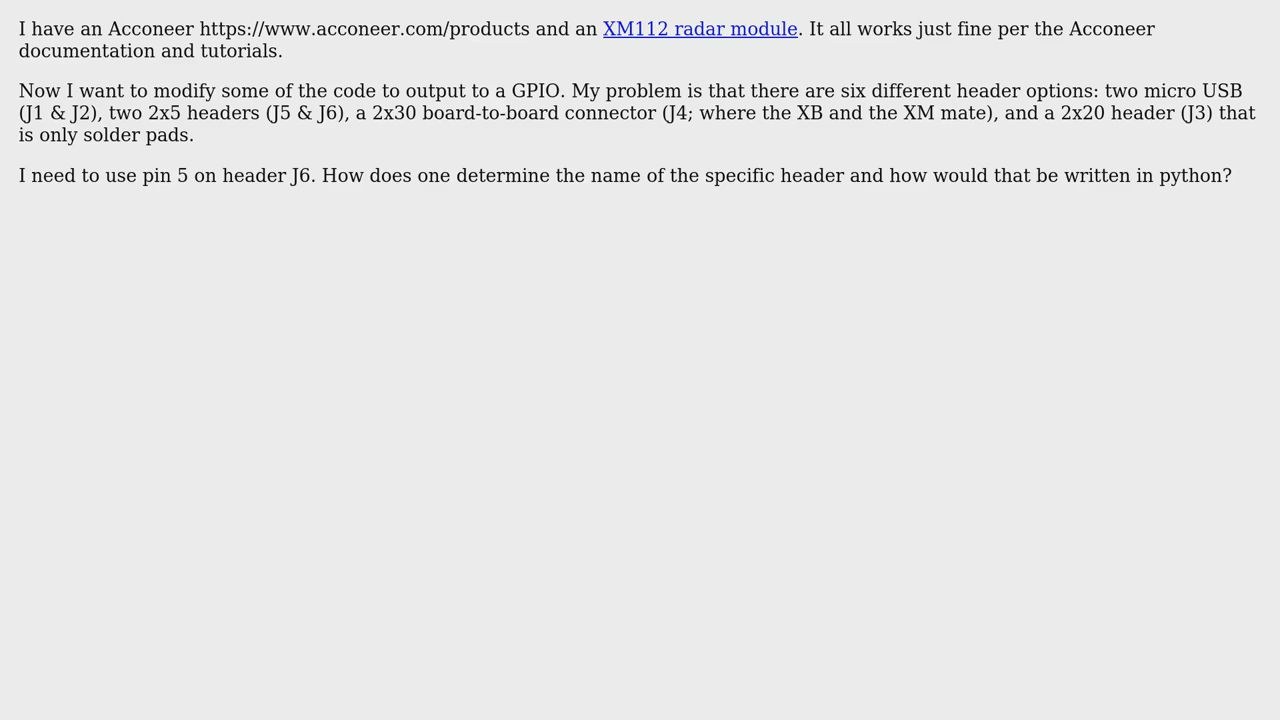 I have an Acconeer https://www.acconeer.com/products and an XM112 radar module. It all works just fine per the Acconeer
documentation and tutorials.
Now I want to modify some of the code to output to a GPIO. My problem is that there are six different header options: two micro USB
(J1 & J2), two 2x5 headers (J5 & J6), a 2x30 board-to-board connector (J4; where the XB and the XM mate), and a 2x20 header (J3) that
is only solder pads.
I need to use pin 5 on header J6. How does one determine the name of the specific header and how would that be written in python?